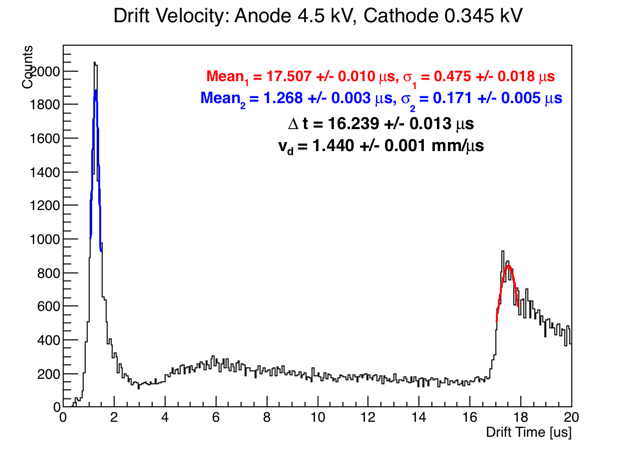 Drift Velocity: Anode 4.5 kV, Cathode 0.345 kV
Counts
Mean1 = 17.507 +/- 0.010 μs, σ1 = 0.475 +/- 0.018 μs
Mean2 = 1.268 +/- 0.003 μs, σ2 = 0.171 +/- 0.005 μs
Δ t = 16.239 +/- 0.013 μs
vd = 1.440 +/- 0.001 mm/μs
2000
1800
1600
1400
1200
1000
800
600
400
200
0
0 2 4 6 8 10 12 14 16 18 20
Drift Time [us]